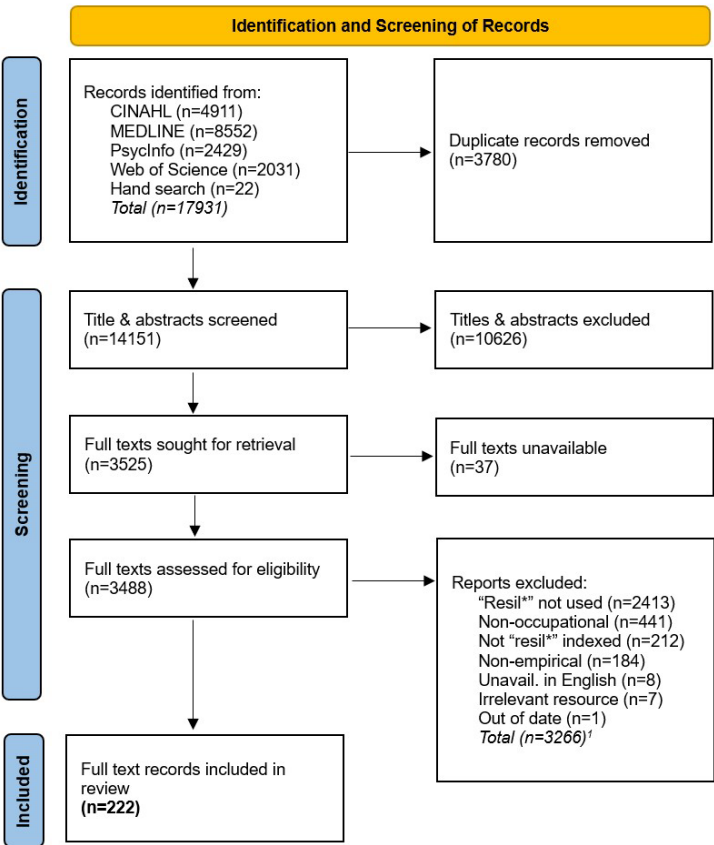 Identification and Screening of Records
Identification
Records identified from:
CINAHL (n=4911)
MEDLINE (n=8552)
PsycInfo (n=2429)
Web of Science (n=2031)
Hand search (n=22)
Total (n=17931)
Duplicate records removed
(n=3780)
Screening
Title & abstracts screened
(n=14151)
Titles & abstracts excluded
(n=10626)
Full texts sought for retrieval
(n=3525)
Full texts unavailable
(n=37)
Full texts assessed for eligibility
(n=3488)
Reports excluded:
“Resil*” not used (n=2413)
Non-occupational (n=441)
Not “resil*” indexed (n=212)
Non-empirical (n=184)
Unavail. in English (n=8)
Irrelevant resource (n=7)
Out of date (n=1)
Total (n=3266)¹
Included
Full text records included in
review
(n=222)